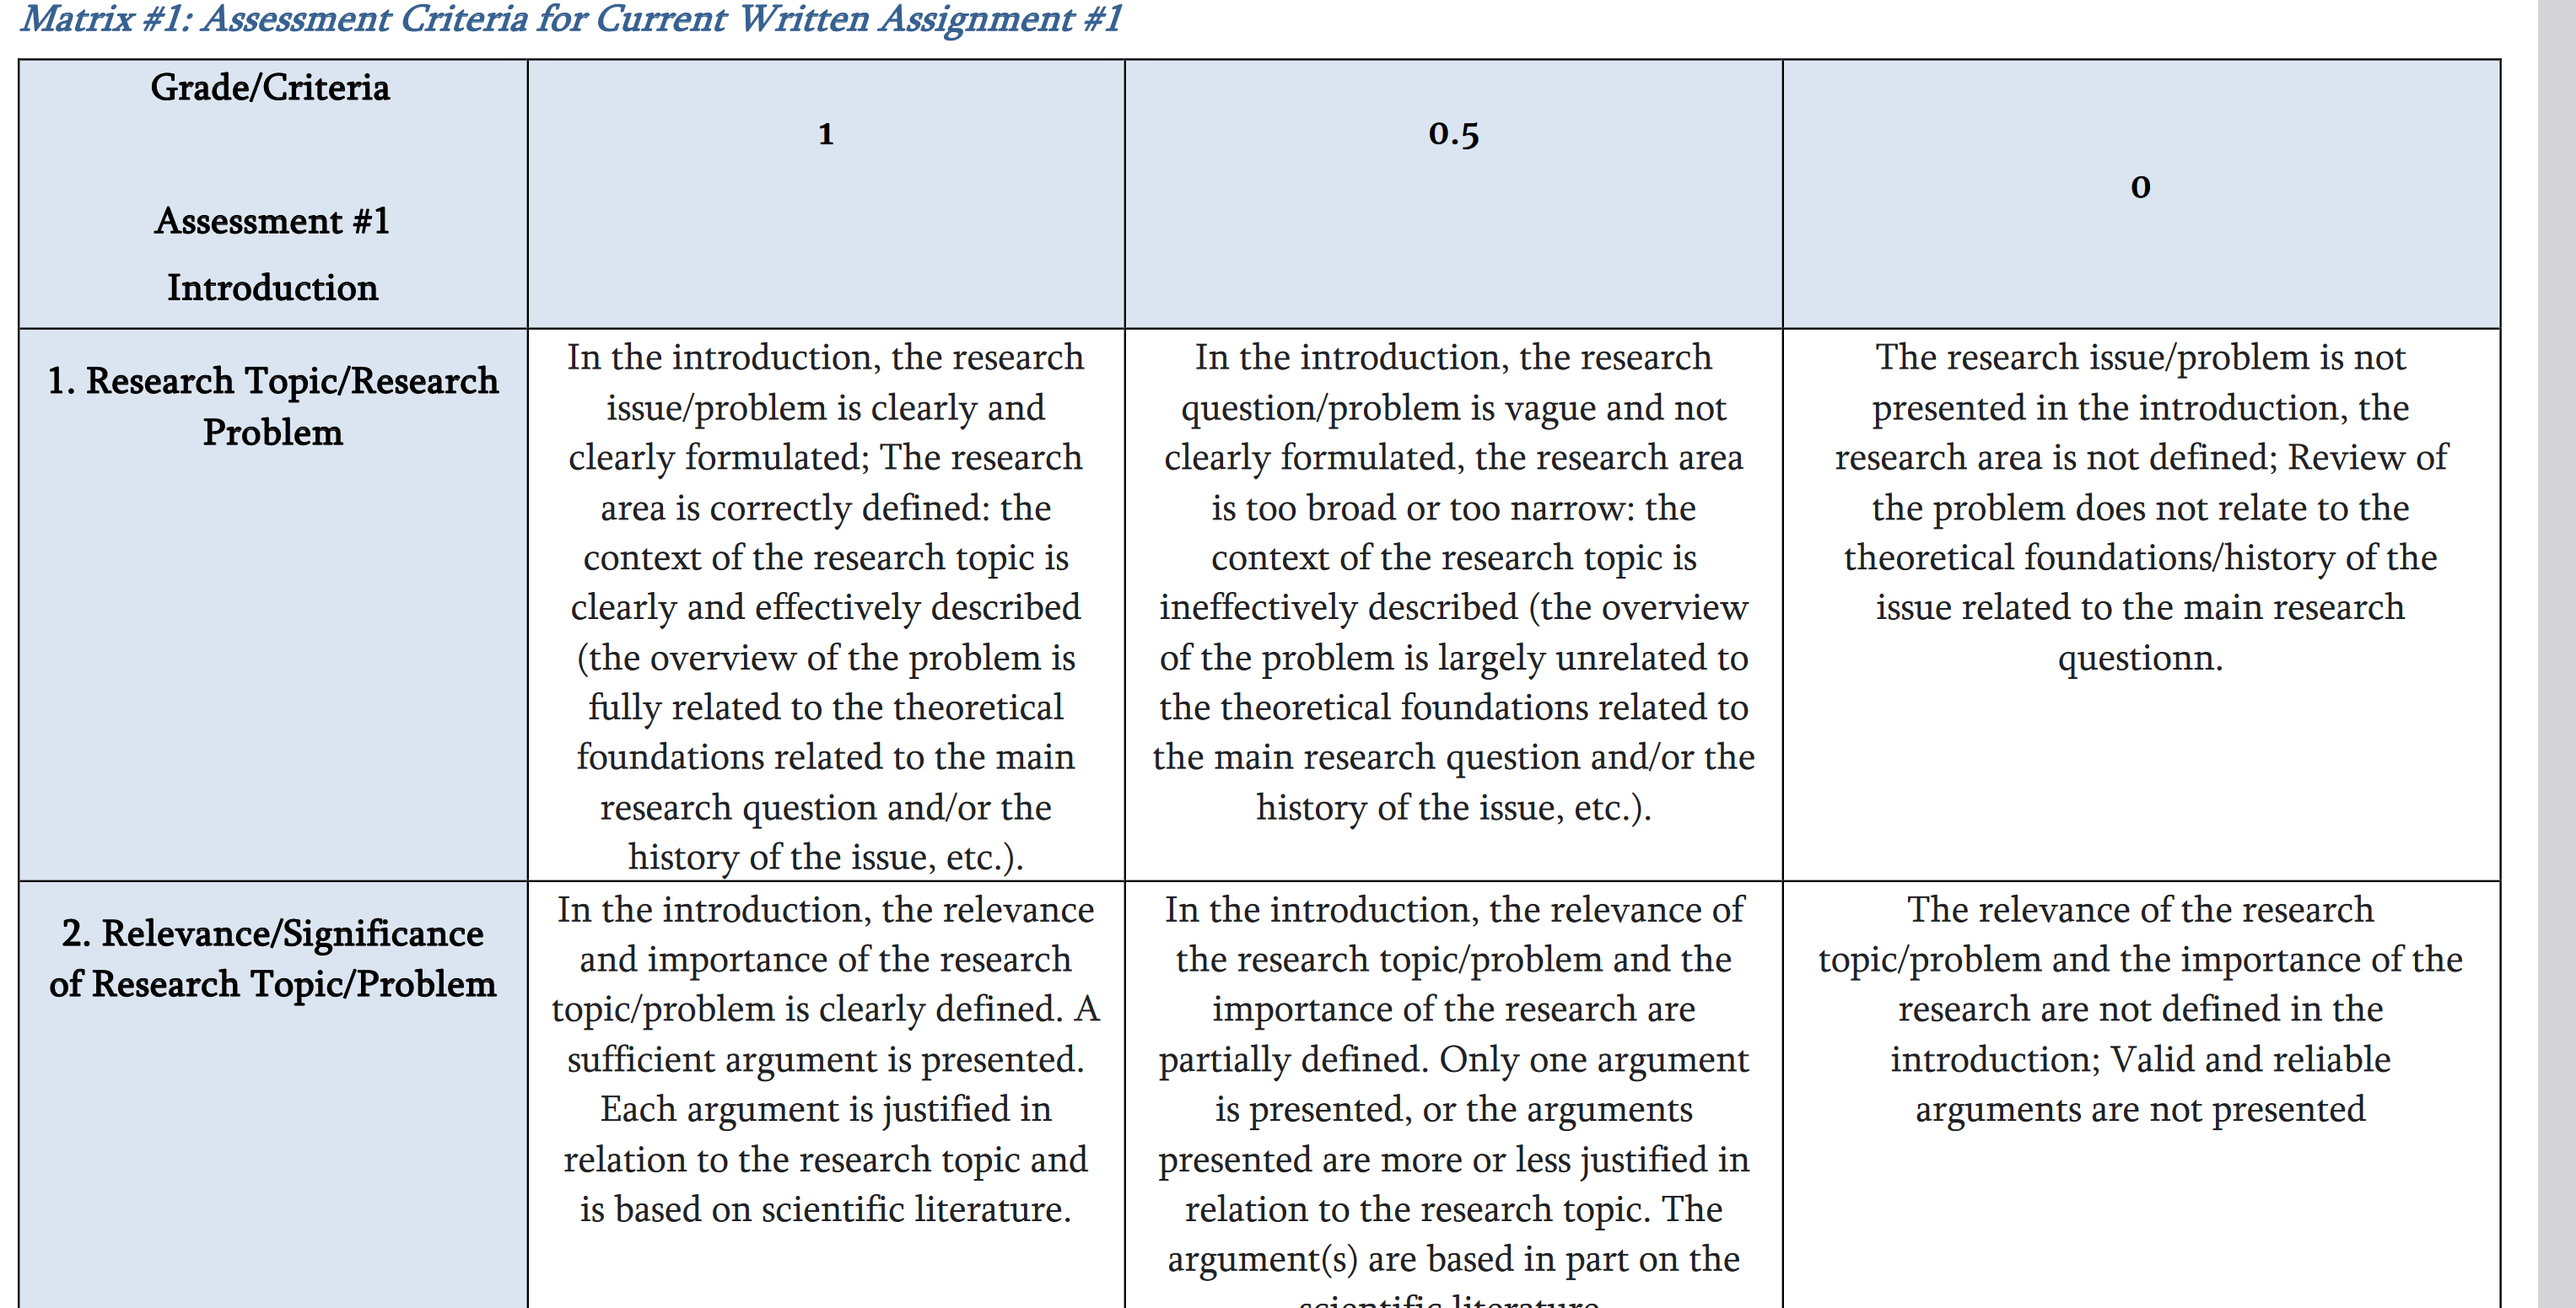 Matrix #1: Assessment Criteria for Current Written Assignment #1
Grade/Criteria
Assessment #1
Introduction
1
0.5
0
1. Research Topic/Research
Problem
In the introduction, the research
issue/problem is clearly and
clearly formulated; The research
area is correctly defined: the
context of the research topic is
clearly and effectively described
(the overview of the problem is
fully related to the theoretical
foundations related to the main
research question and/or the
history of the issue, etc.).
In the introduction, the research
question/problem is vague and not
clearly formulated, the research area
is too broad or too narrow: the
context of the research topic is
ineffectively described (the overview
of the problem is largely unrelated to
the theoretical foundations related to
the main research question and/or the
history of the issue, etc.).
The research issue/problem is not
presented in the introduction, the
research area is not defined; Review of
the problem does not relate to the
theoretical foundations/history of the
issue related to the main research
questionn.
2. Relevance/Significance
of Research Topic/Problem
In the introduction, the relevance
and importance of the research
topic/problem is clearly defined. A
sufficient argument is presented.
Each argument is justified in
relation to the research topic and
is based on scientific literature.
In the introduction, the relevance of
the research topic/problem and the
importance of the research are
partially defined. Only one argument
is presented, or the arguments
presented are more or less justified in
relation to the research topic. The
argument(s) are based in part on the
scientific literature
The relevance of the research
topic/problem and the importance of the
research are not defined in the
introduction; Valid and reliable
arguments are not presented